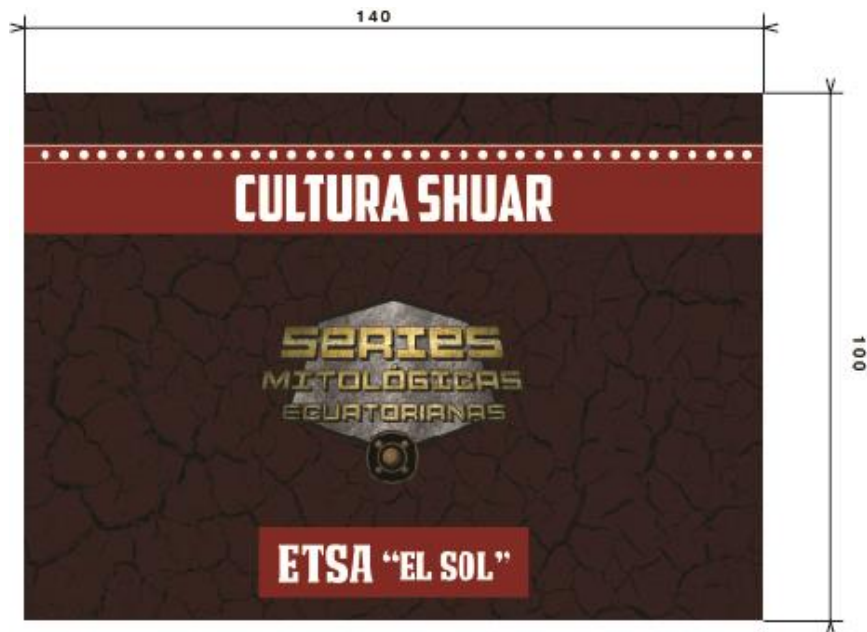 140
CULTURA SHUAR
100
SERIES
MITOLÓGICAS
ECUATORIANAS
ETSA “EL SOL”